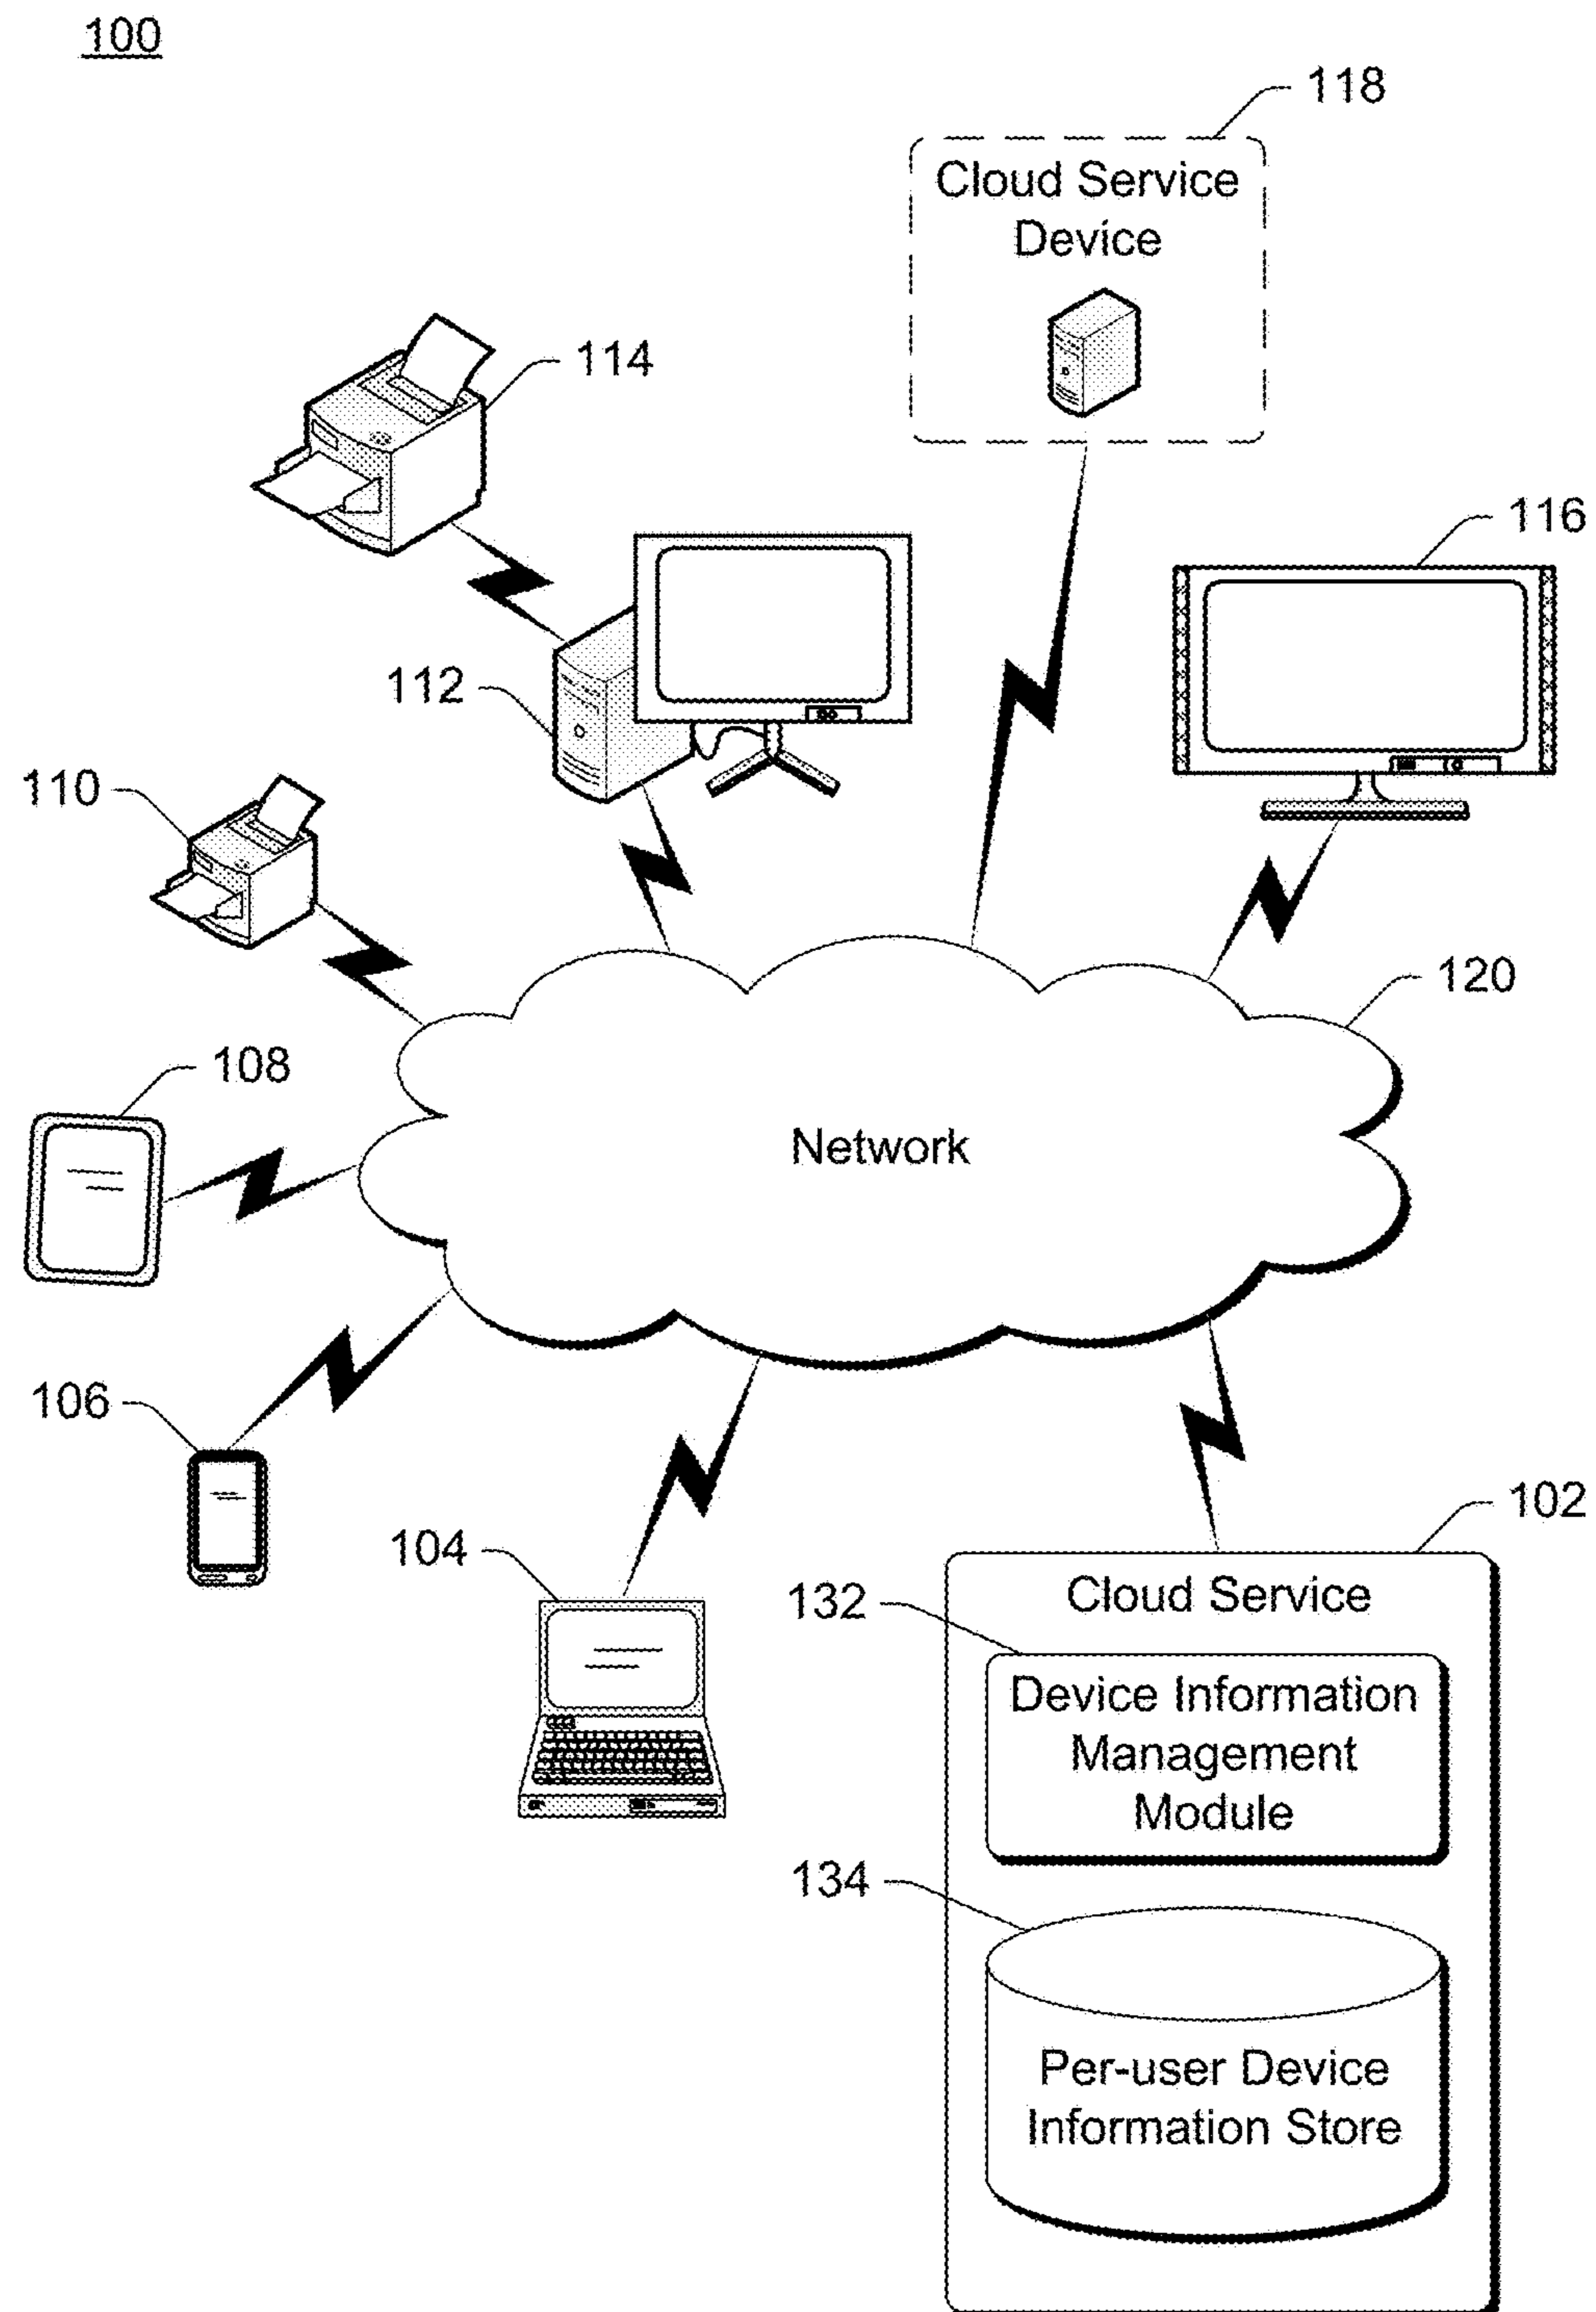 100
118
Cloud Service
Device
114
116
112
110
120
108
Network
106
102
104
Cloud Service
132
Device Information
Management
Module
134
Per-user Device
Information Store